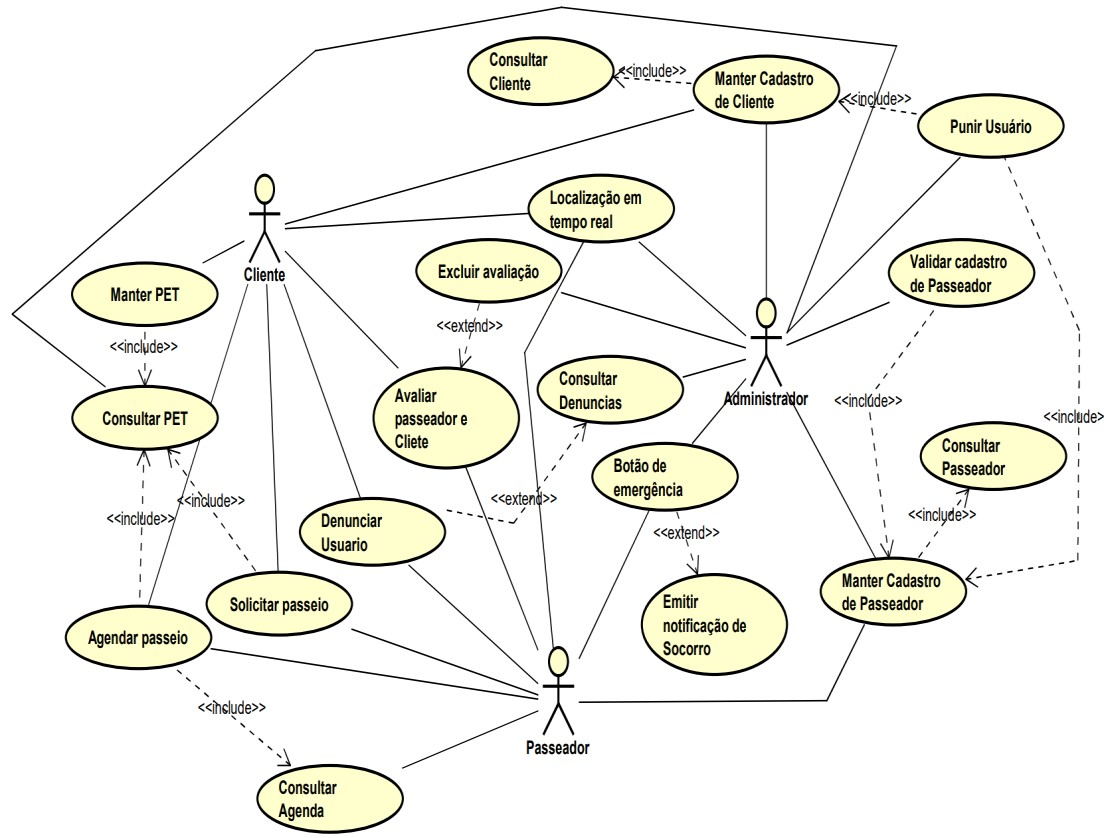 Consultar
Cliente
<<include>>
Manter Cadastro
de Cliente
<<include>>
Punir Usuário
Localização em
tempo real
Cliente
Excluir avaliação
Validar cadastro
de Passeador
Manter PET
<<extend>>
<<include>>
Consultar
Denuncias
Administrador
Avaliar
passeador e
Cliete
<<include>>
<<include>>
Consultar PET
Consultar
Passeador
Botão de
emergência
<<include>>
<<extend>>
<<include>>
<<include>>
Denunciar
Usuario
<<extend>>
Manter Cadastro
de Passeador
Solicitar passeio
Emitir
notificação de
Socorro
Agendar passeio
<<include>>
Passeador
Consultar
Agenda